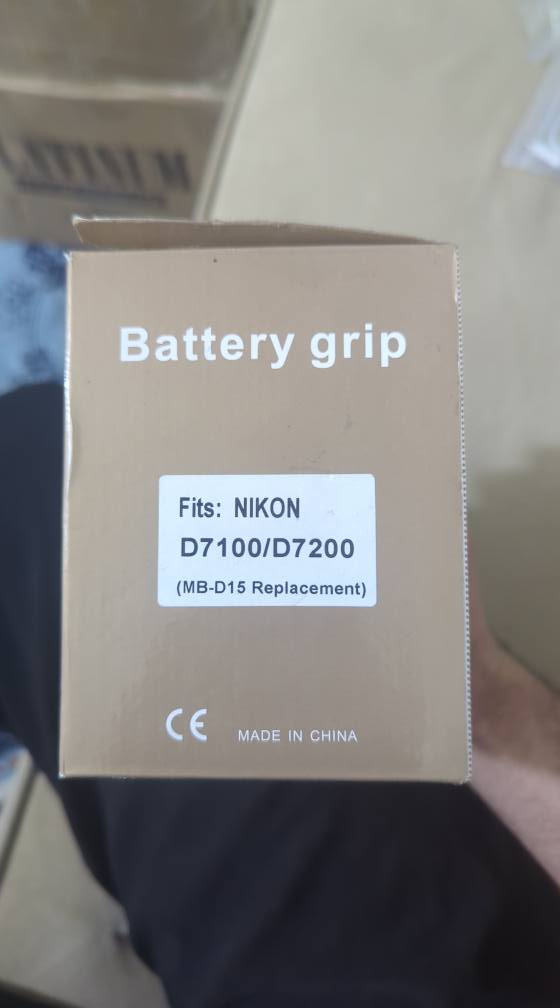 Battery grip
Fits: NIKON
D7100/D7200
(MB-D15 Replacement)
CE
MADE IN CHINA